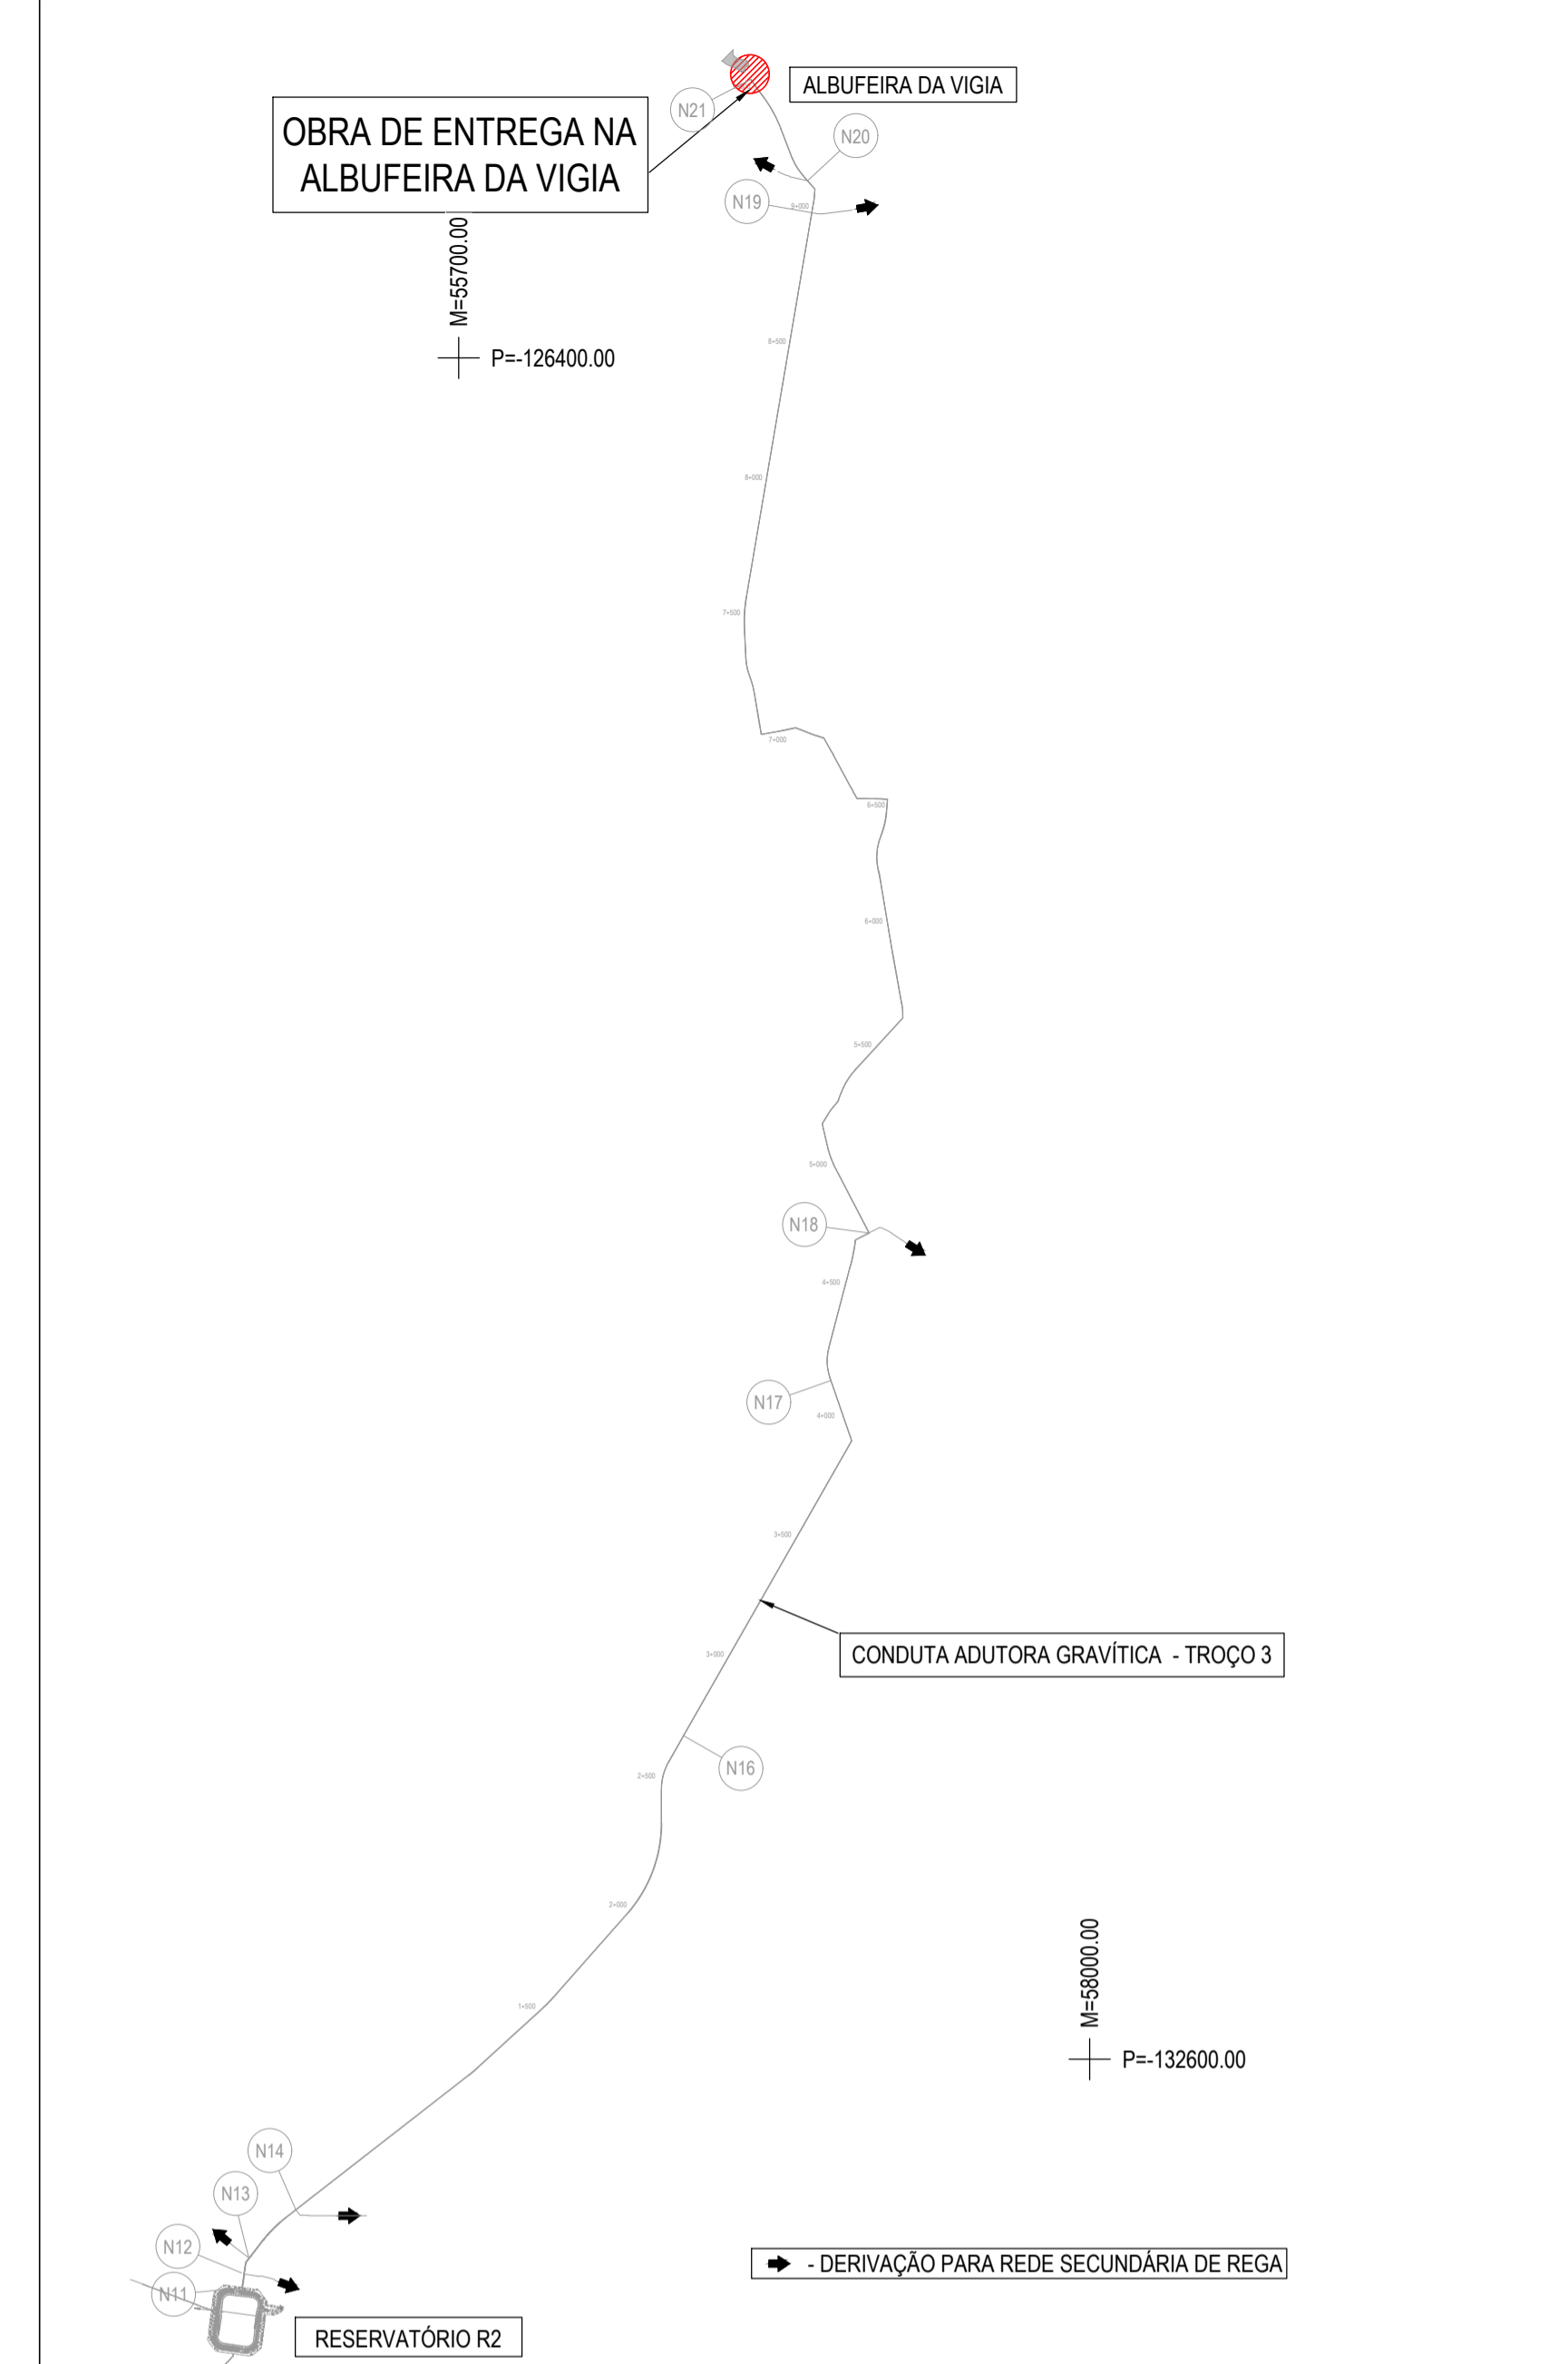 ALBUFEIRA DA VIGIA
OBRA DE ENTREGA NA
ALBUFEIRA DA VIGIA
N21
N20
N19
9+000
M=55700.00
P=-126400.00
8+500
8+000
7+500
7+000
6+500
6+000
5+500
5+000
N18
4+500
N17
4+000
3+500
CONDUTA ADUTORA GRAVÍTICA - TROÇO 3
3+000
N16
2+500
2+000
M=58000.00
1+500
P=-132600.00
N14
N13
N12
- DERIVAÇÃO PARA REDE SECUNDÁRIA DE REGA
N11
RESERVATÓRIO R2